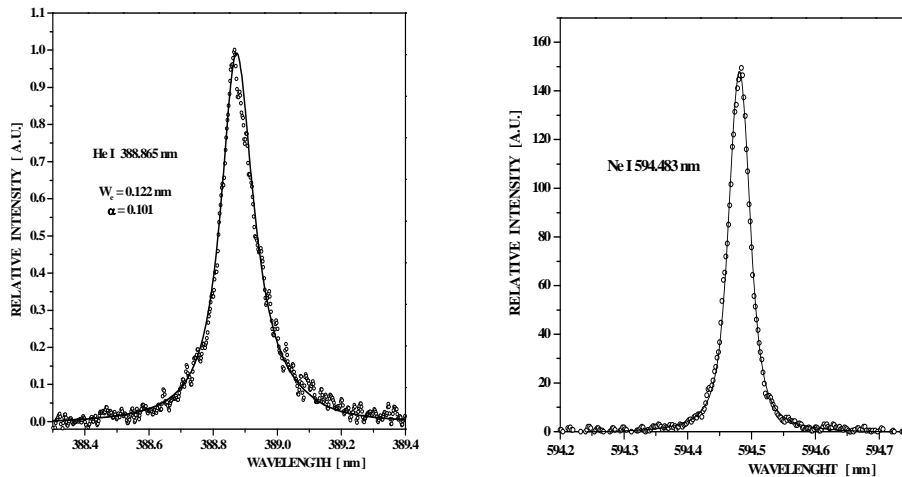 RELATIVE INTENSITY [ A.U.]
1.1
1.0
0.9
0.8
0.7
0.6
0.5
0.4
0.3
0.2
0.1
0.0
He I 388.865 nm
We = 0.122 nm
α = 0.101
388.4 388.6 388.8 389.0 389.2 389.4
WAVELENGTH [ nm]
RELATIVE INTENSITY [A.U.]
160
140
120
100
80
60
40
20
0
Ne I 594.483 nm
594.2 594.3 594.4 594.5 594.6 594.7
WAVELENGHT [ nm]